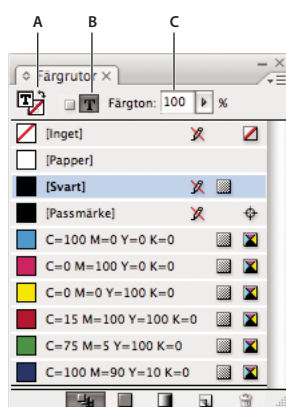 A B C
Färgrutor
T T Färgton: 100 %
[Inget]
[Papper]
[Svart]
[Passmärke]
C=100 M=0 Y=0 K=0
C=0 M=100 Y=0 K=0
C=0 M=0 Y=100 K=0
C=15 M=100 Y=100 K=0
C=75 M=5 Y=100 K=0
C=100 M=90 Y=10 K=0